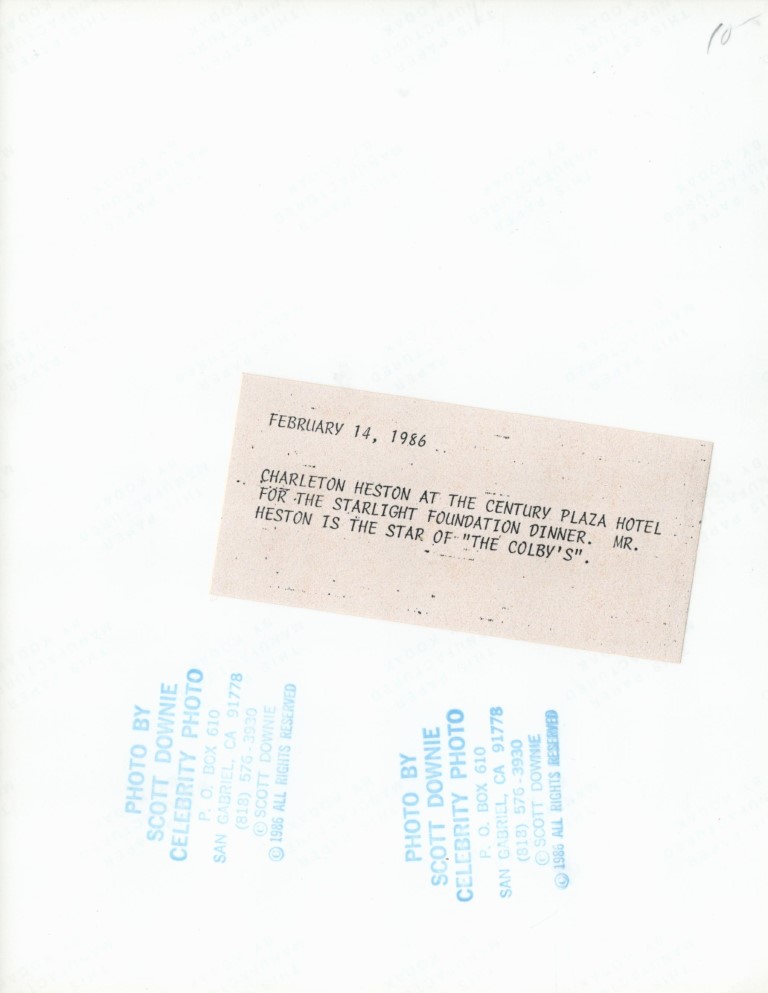 10
FEBRUARY 14, 1986
CHARLETON HESTON AT THE CENTURY PLAZA HOTEL
FOR THE STARLIGHT FOUNDATION DINNER. MR.
HESTON IS THE STAR OF "THE COLBY'S".
PHOTO BY
SCOTT DOWNIE
CELEBRITY PHOTO
P. O. BOX 610
SAN GABRIEL, CA 91778
(818) 576-3930
© SCOTT DOWNIE
© 1986 ALL RIGHTS RESERVED
PHOTO BY
SCOTT DOWNIE
CELEBRITY PHOTO
P. O. BOX 610
SAN GABRIEL, CA 91778
(818) 576-3930
© SCOTT DOWNIE
© 1986 ALL RIGHTS RESERVED